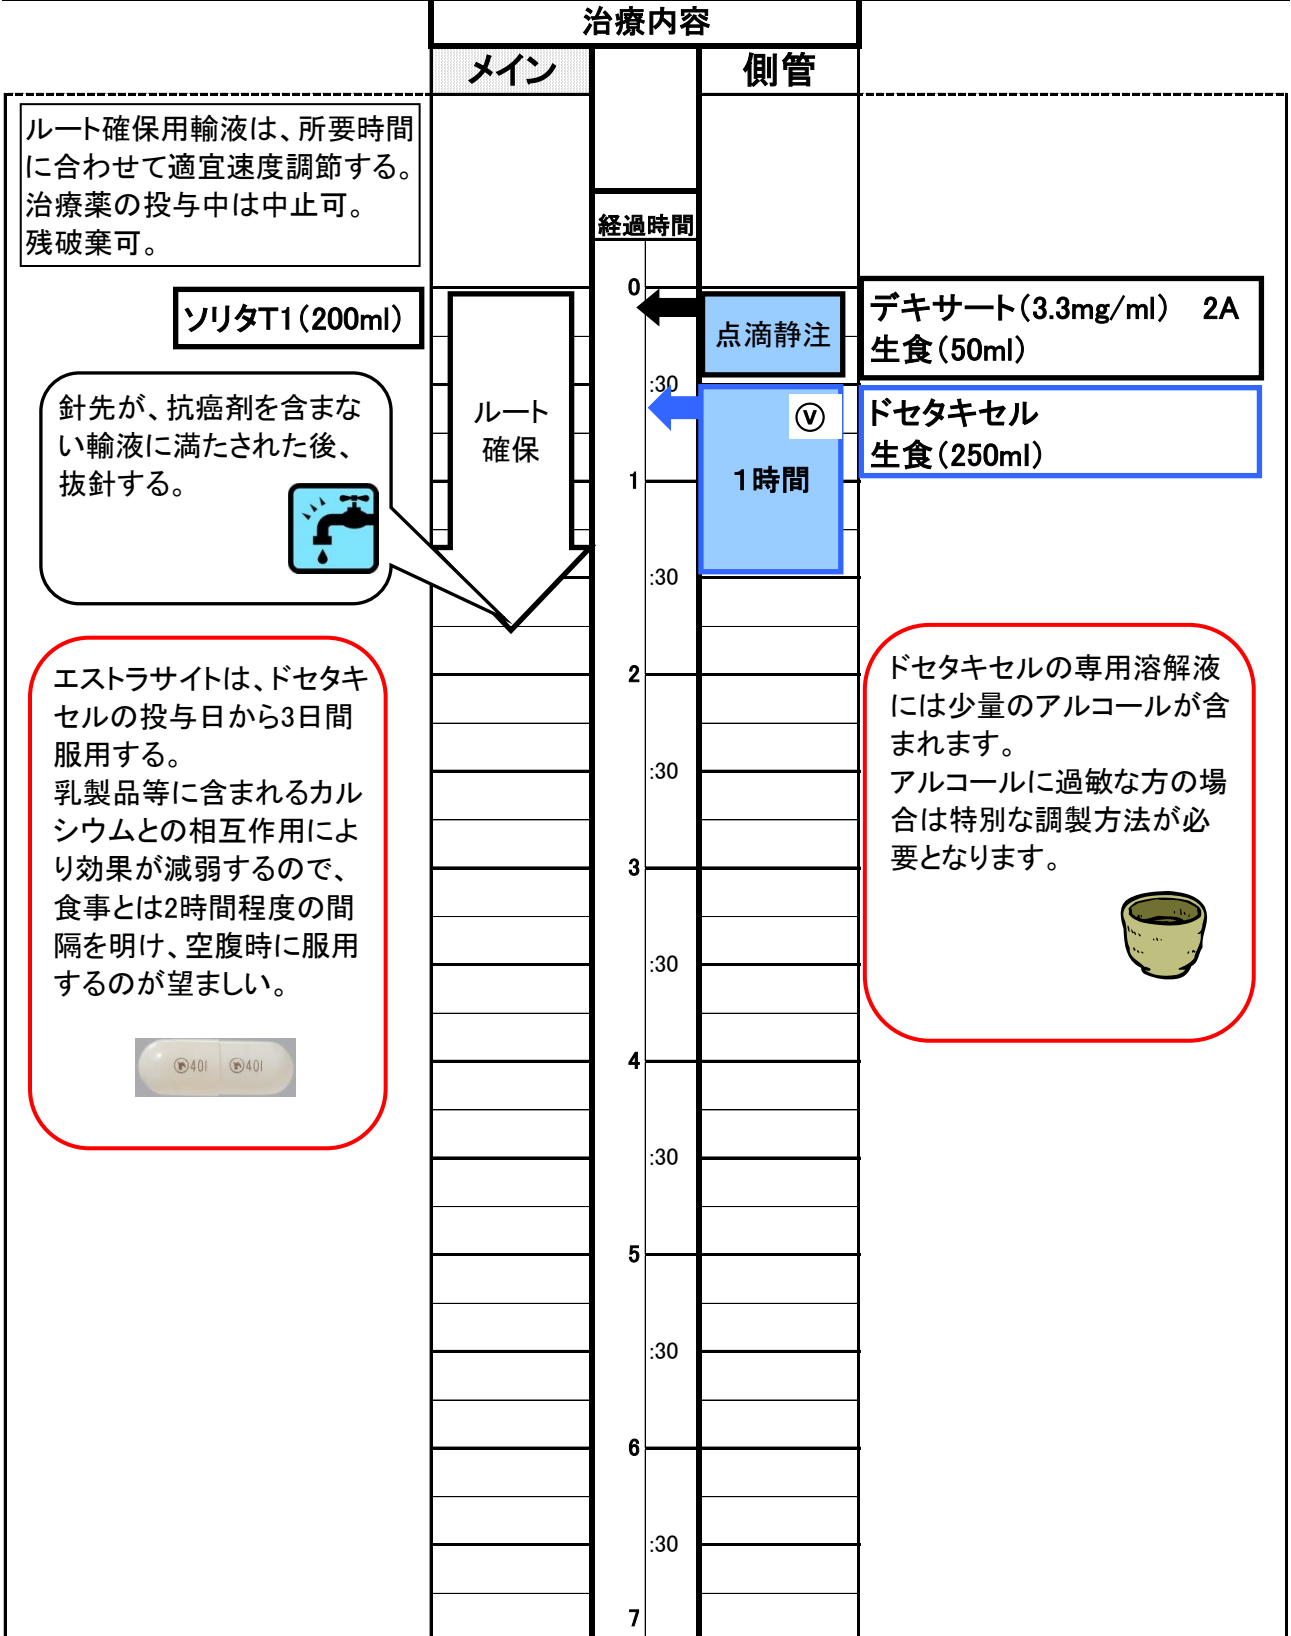 治療内容
メイン
側管
ルート確保用輸液は、所要時間
に合わせて適宜速度調節する。
治療薬の投与中は中止可。
残破棄可。
経過時間
0
ソリタT1(200ml)
点滴静注
デキサート(3.3mg/ml) 2A
生食(50ml)
:30
針先が、抗癌剤を含まな
い輸液に満たされた後、
抜針する。
ルート
確保
ⓥ
ドセタキセル
生食(250ml)
1
1時間
:30
エストラサイトは、ドセタキ
セルの投与日から3日間
服用する。
乳製品等に含まれるカル
シウムとの相互作用によ
り効果が減弱するので、
食事とは2時間程度の間
隔を明け、空腹時に服用
するのが望ましい。
401 401
2
:30
3
ドセタキセルの専用溶解液
には少量のアルコールが含
まれます。
アルコールに過敏な方の場
合は特別な調製方法が必
要となります。
:30
4
:30
5
:30
6
:30
7